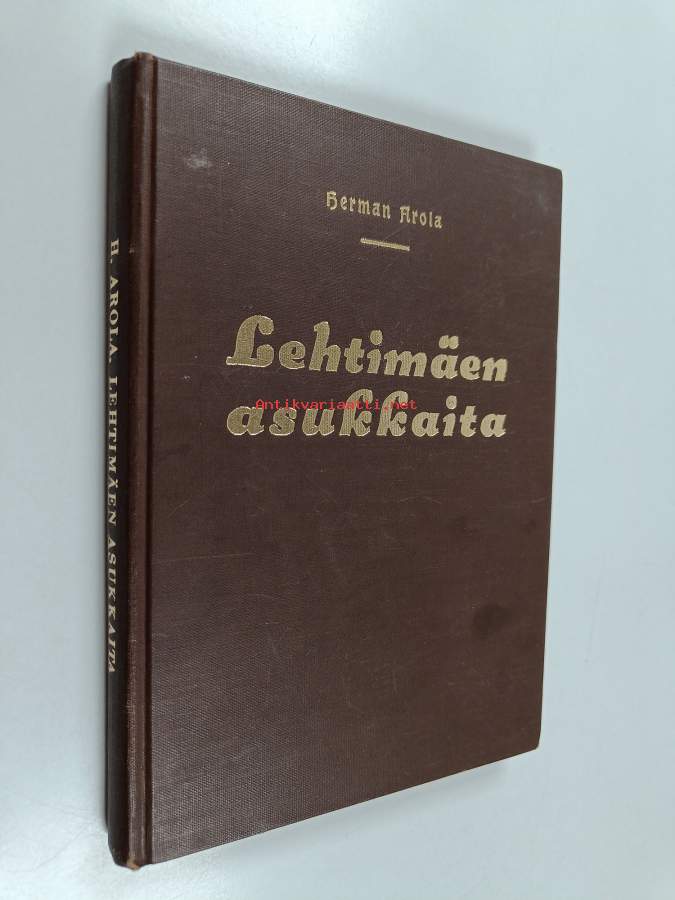 Herman Arola
Lehtimäen
Antikvariaatti.net
asukkaita
H. AROLA LEHTIMÄEN ASUKKAITA